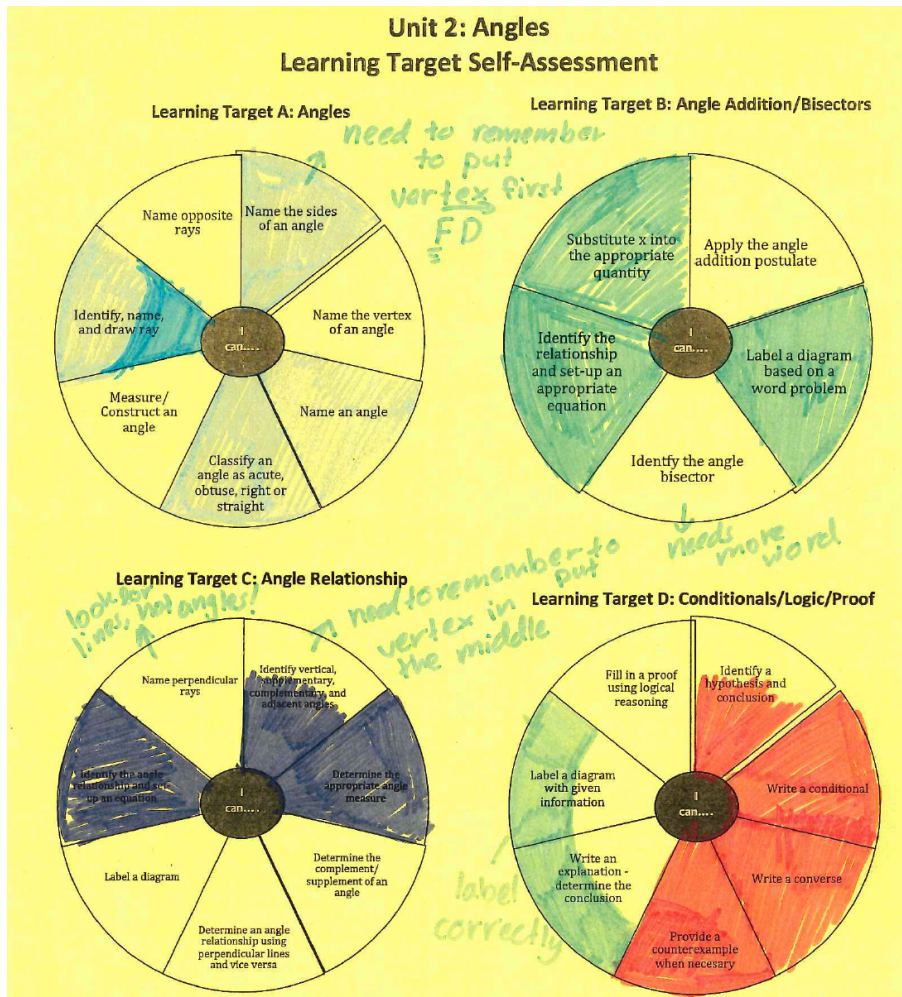 Unit 2: Angles
Learning Target Self-Assessment
Learning Target A: Angles
need to remember
to put
vertex first
FD
Name opposite
rays
Name the sides
of an angle
Identify, name,
and draw ray
Name the vertex
of an angle
I
can....
Measure/
Construct an
angle
Name an angle
Classify an
angle as acute,
obtuse, right or
straight
Learning Target B: Angle Addition/Bisectors
Substitute x into
the appropriate
quantity
Apply the angle
addition postulate
Identify the
relationship
and set-up an
appropriate
equation
I
can....
Label a diagram
based on a
word problem
Identfy the angle
bisector
needs
more
word
Learning Target C: Angle Relationship
look for
lines, not angles!
need to remember to
put
vertex in
the middle
Name perpendicular
rays
Identify vertical,
supplementary,
complementary, and
adjacent angles
Identify the angle
relationship and set-
up an equation
I
can....
Determine the
appropriate angle
measure
Label a diagram
Determine the
complement/
supplement of an
angle
Determine an angle
relationship using
perpendicular lines
and vice versa
Learning Target D: Conditionals/Logic/Proof
Fill in a proof
using logical
reasoning
Identify a
hypothesis and
conclusion
Label a diagram
with given
information
I
can....
Write a conditional
Write an
explanation -
determine the
conclusion
Write a converse
Provide a
counterexample
when necesary
label
correctly